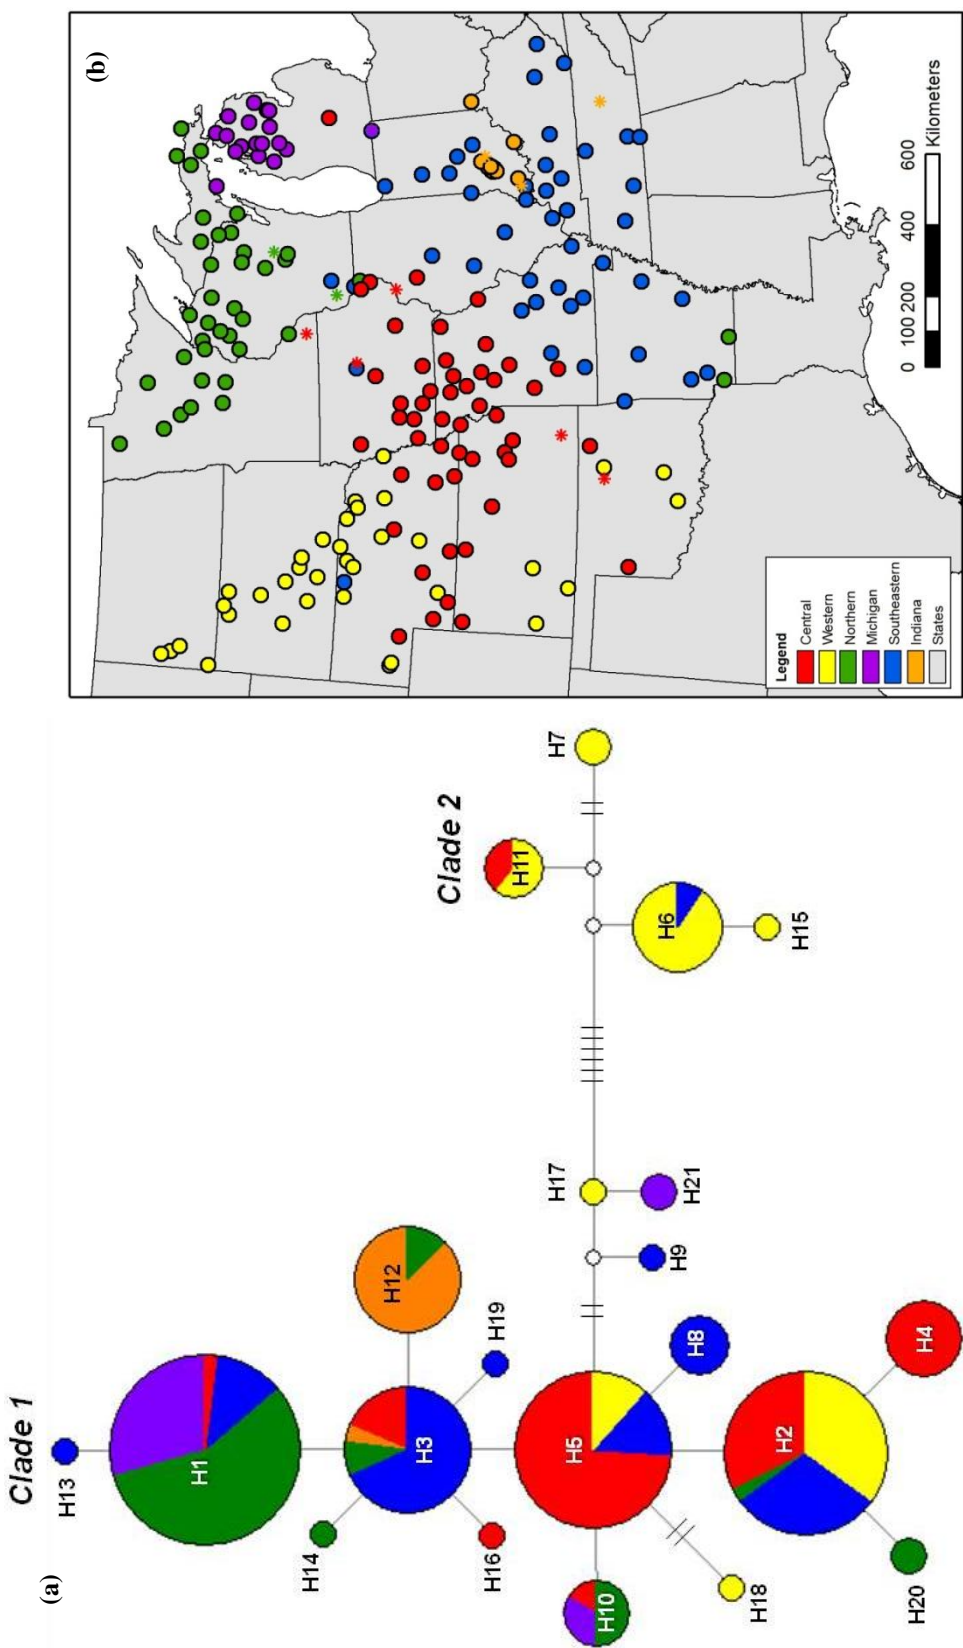 (a)
Clade 1
H13
H1
H14
H3
H12
H19
H16
H10
H5
H18
H8
H9
H17
H21
H2
H20
H4
Clade 2
H11
H7
H6
H15
(b)
Legend
Central
Western
Northern
Michigan
Southeastern
Indiana
States
0 100 200 400 600
Kilometers